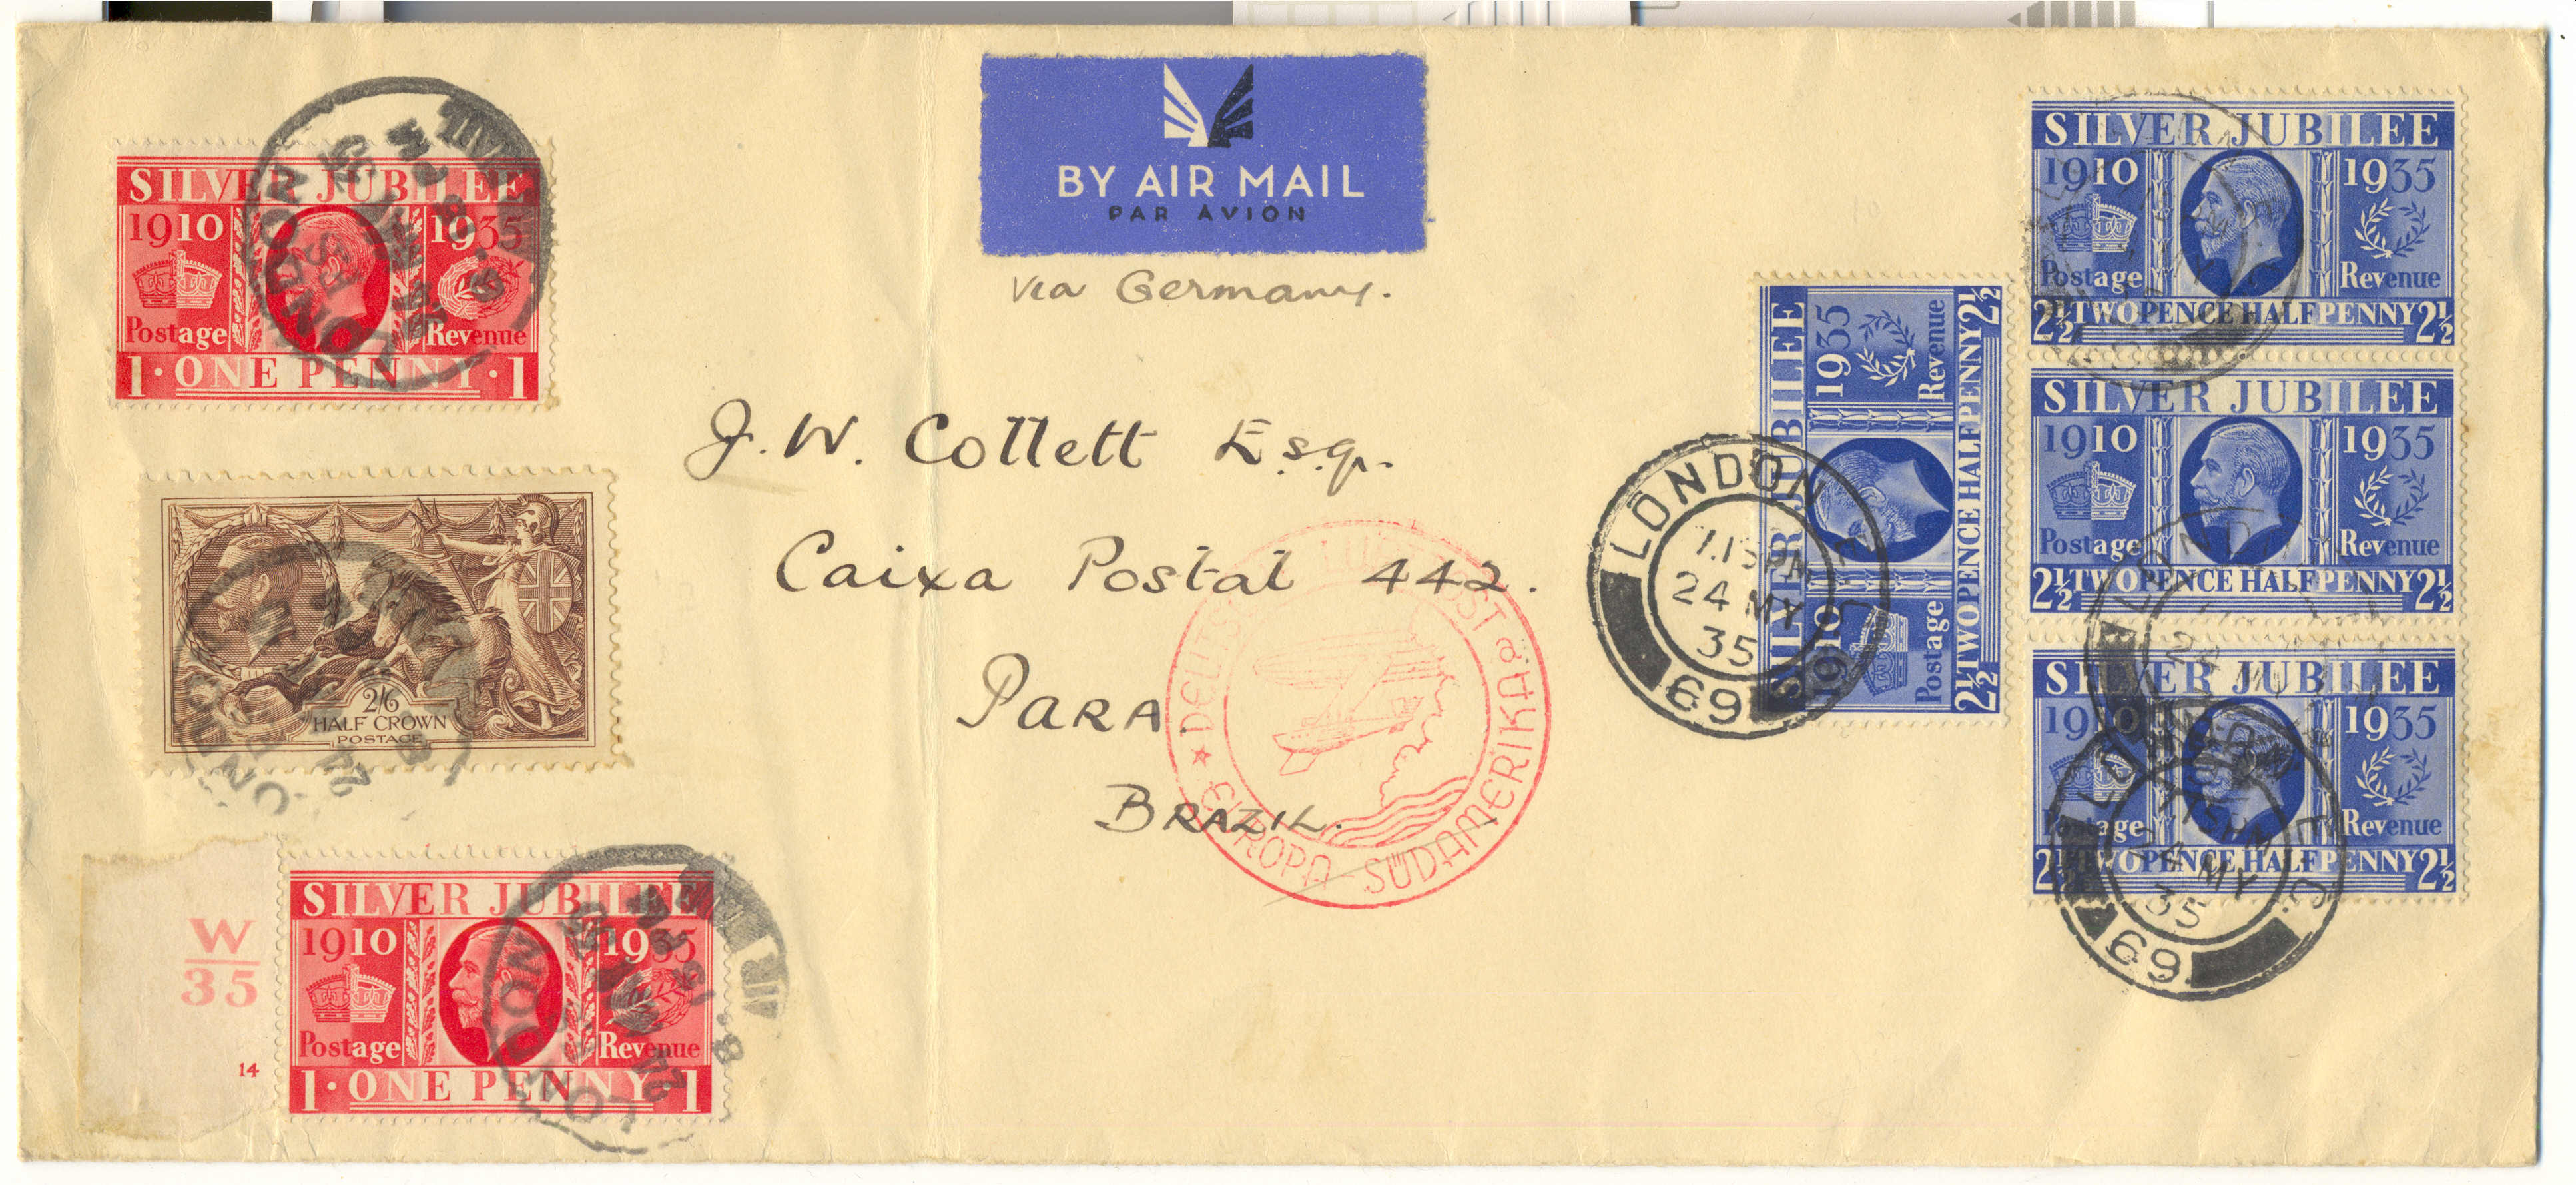 SILVER JUBILEE
1910 1935
Postage Revenue
1 · ONE PENNY · 1
LONDON
2/6
HALF CROWN
POSTAGE
W
35
14
SILVER JUBILEE
1910 1935
Postage Revenue
1 · ONE PENNY · 1
LONDON
BY AIR MAIL
PAR AVION
via Germany.
J. W. Collett Esq.
Caixa Postal 442.
PARA
BRAZIL.
EUROPA - SÜDAMERIKA
SILVER JUBILEE
1910 1935
Postage Revenue
2½ TWOPENCE HALFPENNY 2½
LONDON
24 MY
35
69
SILVER JUBILEE
1910 1935
Postage Revenue
2½ TWOPENCE HALFPENNY 2½
SILVER JUBILEE
1910 1935
Postage Revenue
2½ TWOPENCE HALFPENNY 2½
SILVER JUBILEE
1910 1935
Postage Revenue
2½ TWOPENCE HALFPENNY 2½
24 MY
35
69